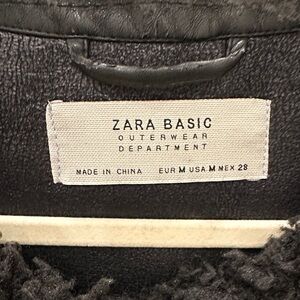 ZARA BASIC
OUTERWEAR
DEPARTMENT
MADE IN CHINA EUR M USA M MEX 28